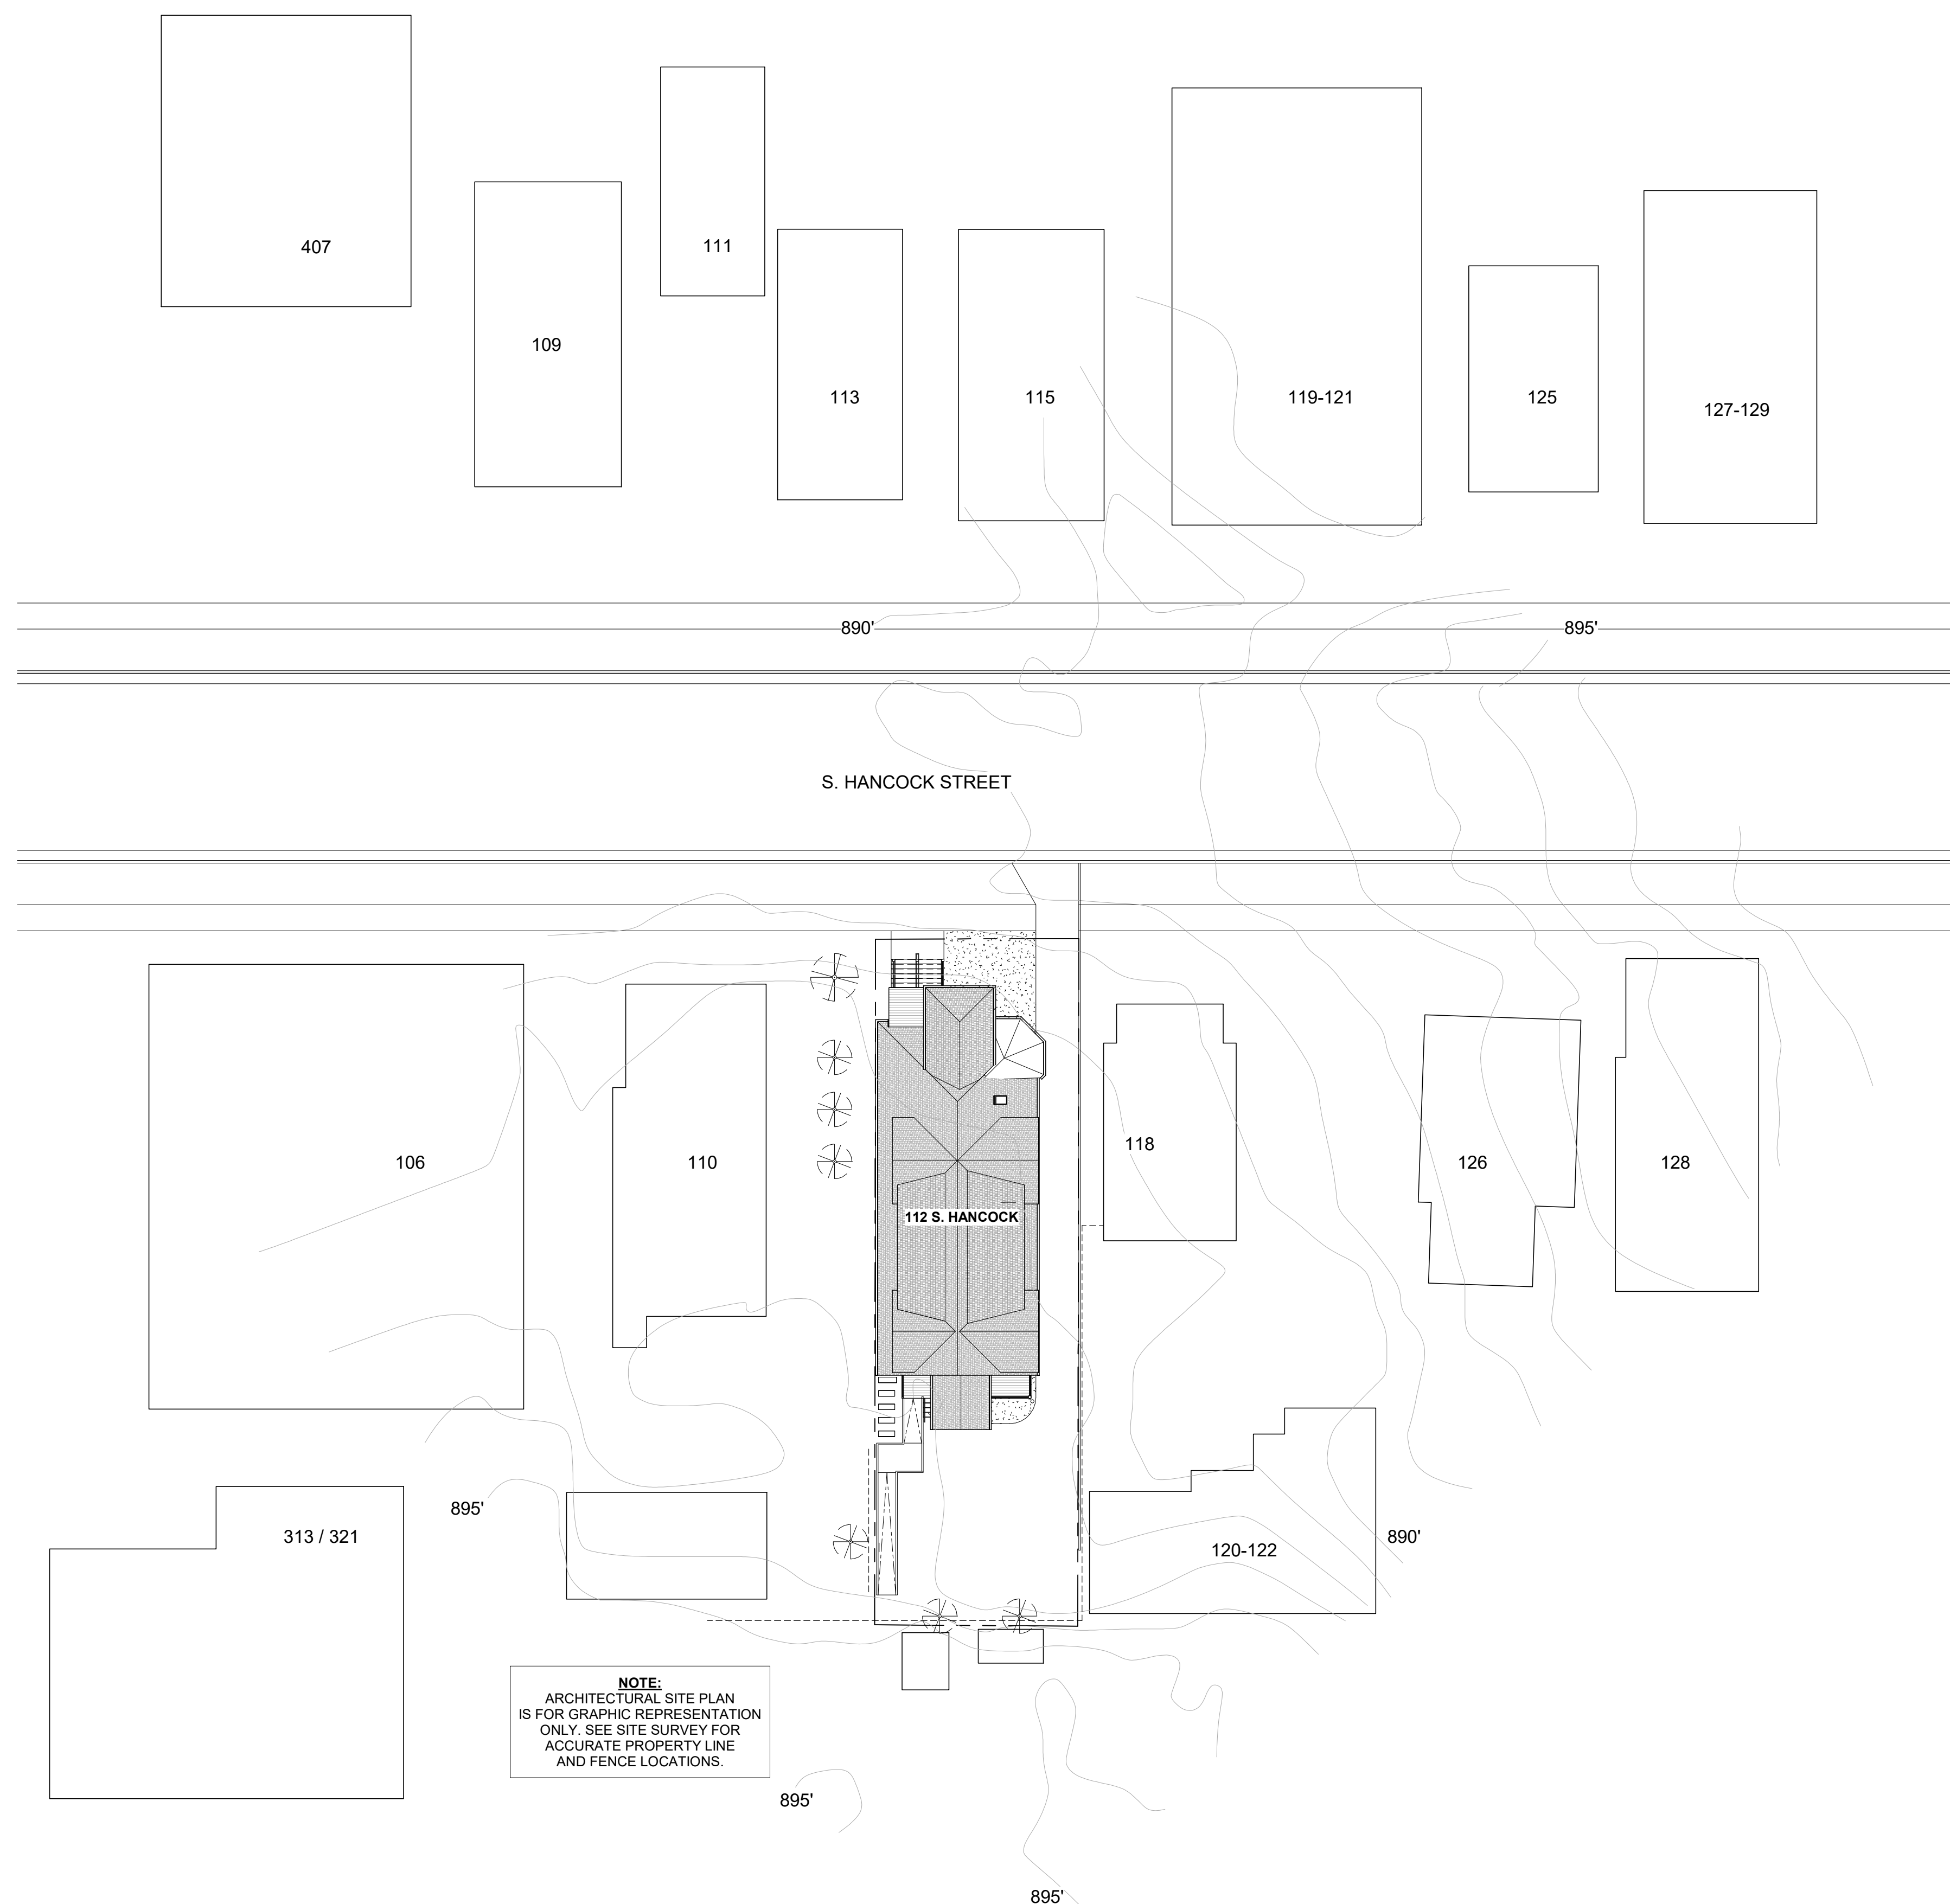 407
111
109
113
115
119-121
125
127-129
890'
895'
S. HANCOCK STREET
118
106
110
126
128
112 S. HANCOCK
895'
313 / 321
890'
120-122
NOTE:
ARCHITECTURAL SITE PLAN
IS FOR GRAPHIC REPRESENTATION
ONLY. SEE SITE SURVEY FOR
ACCURATE PROPERTY LINE
AND FENCE LOCATIONS.
895'
895'